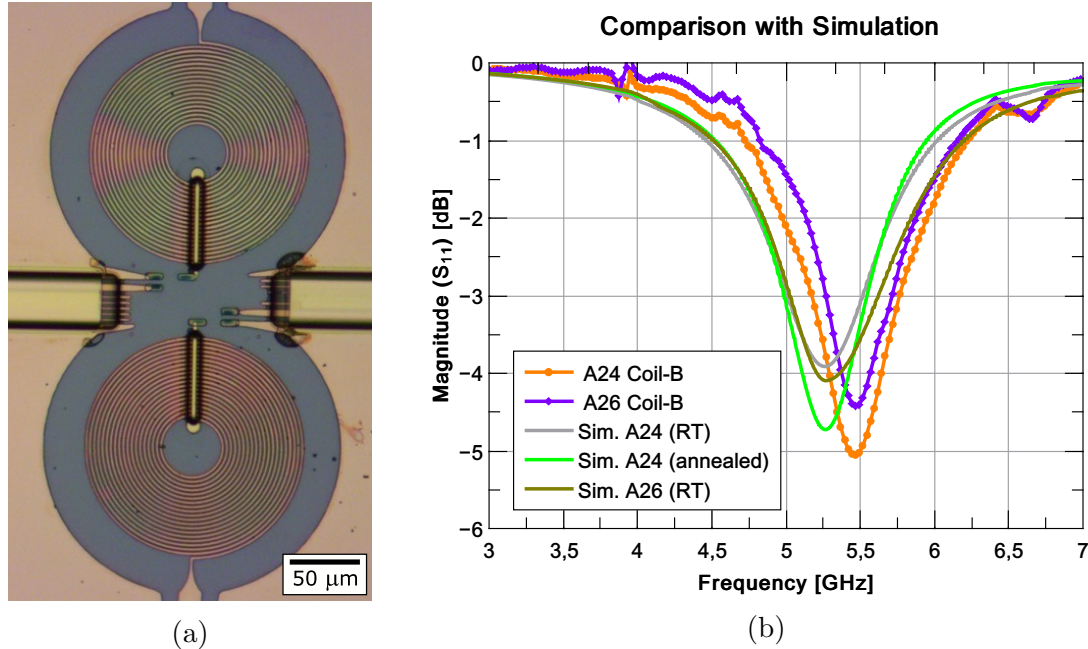 50 µm
(a)
Comparison with Simulation
Magnitude (S11) [dB]
0
−1
−2
−3
−4
−5
−6
A24 Coil-B
A26 Coil-B
Sim. A24 (RT)
Sim. A24 (annealed)
Sim. A26 (RT)
3 3,5 4 4,5 5 5,5 6 6,5 7
Frequency [GHz]
(b)